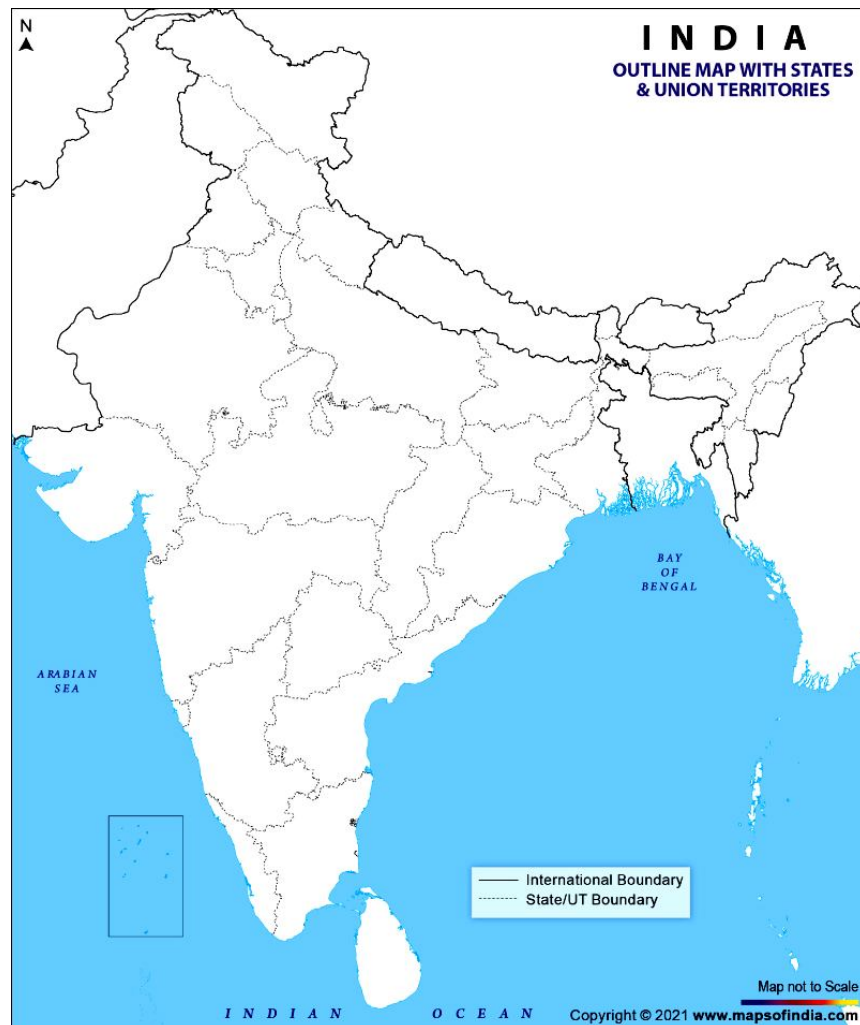 N
INDIA
OUTLINE MAP WITH STATES
& UNION TERRITORIES
BAY
OF
BENGAL
ARABIAN
SEA
International Boundary
State/UT Boundary
Map not to Scale
INDIAN OCEAN
Copyright © 2021 www.mapsofindia.com